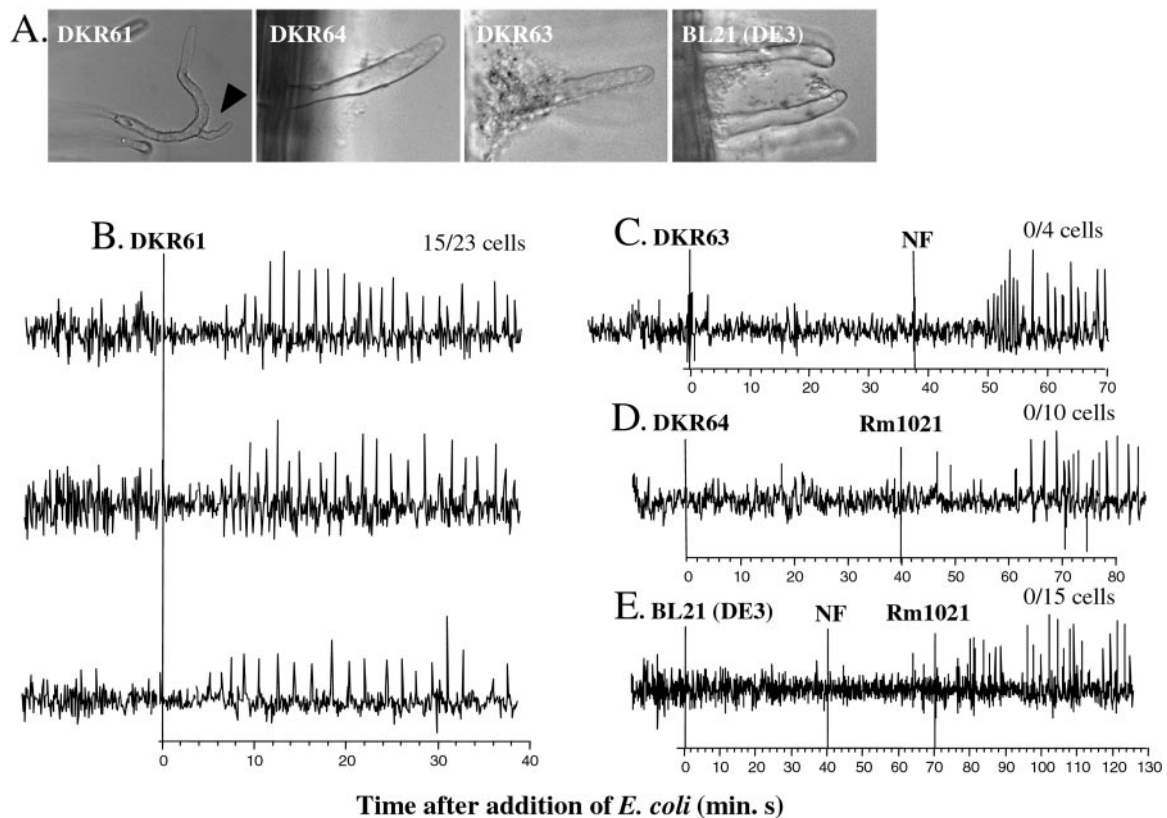 A. DKR61 DKR64 DKR63 BL21 (DE3)
B. DKR61 15/23 cells
0 10 20 30 40
C. DKR63 NF 0/4 cells
0 10 20 30 40 50 60 70
D. DKR64 Rm1021 0/10 cells
0 10 20 30 40 50 60 70 80
E. BL21 (DE3) NF Rm1021 0/15 cells
0 10 20 30 40 50 60 70 80 90 100 110 120 130
Time after addition of E. coli (min. s)